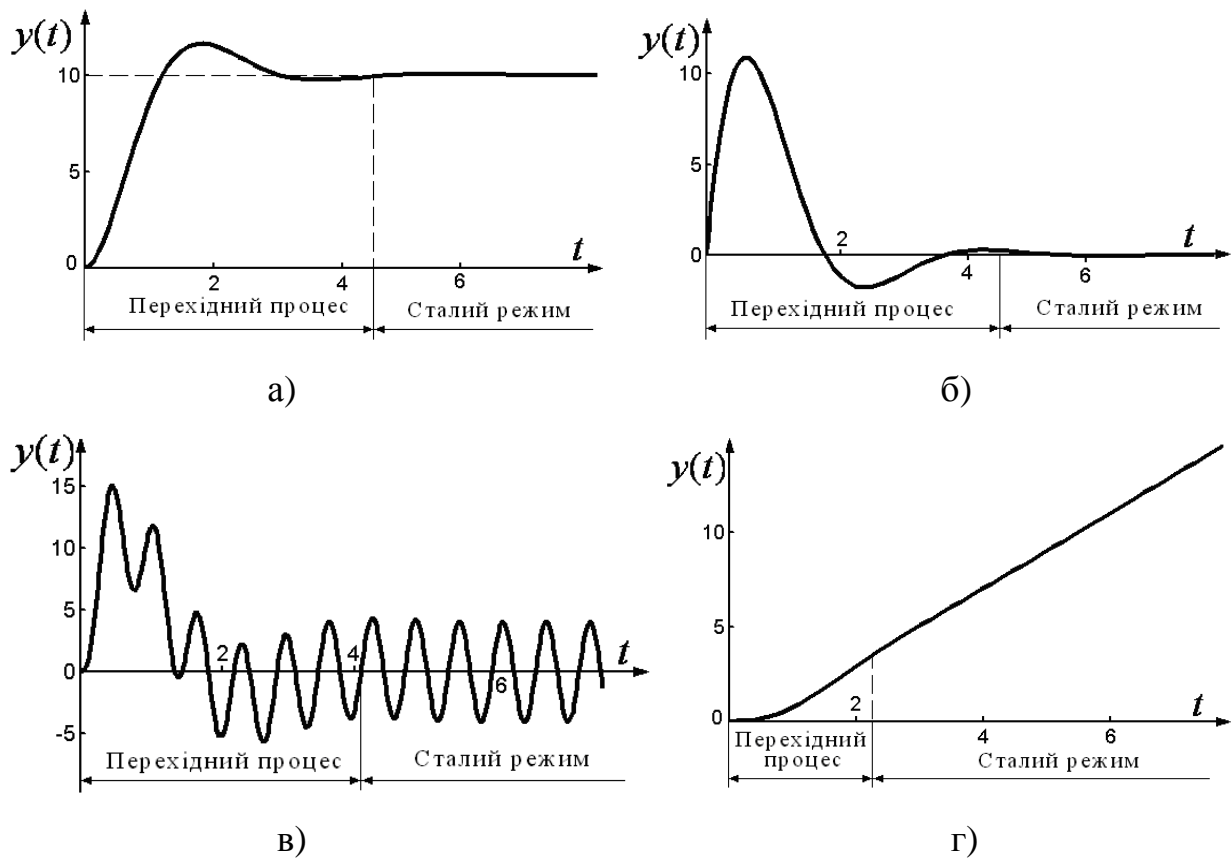 y(t)
10
5
0
2
4
6
t
Перехідний процес
Сталий режим
а)
y(t)
10
5
0
2
4
6
t
Перехідний процес
Сталий режим
б)
y(t)
15
10
5
0
-5
2
4
6
t
Перехідний процес
Сталий режим
в)
y(t)
10
5
0
2
4
6
t
Перехідний
процес
Сталий режим
г)